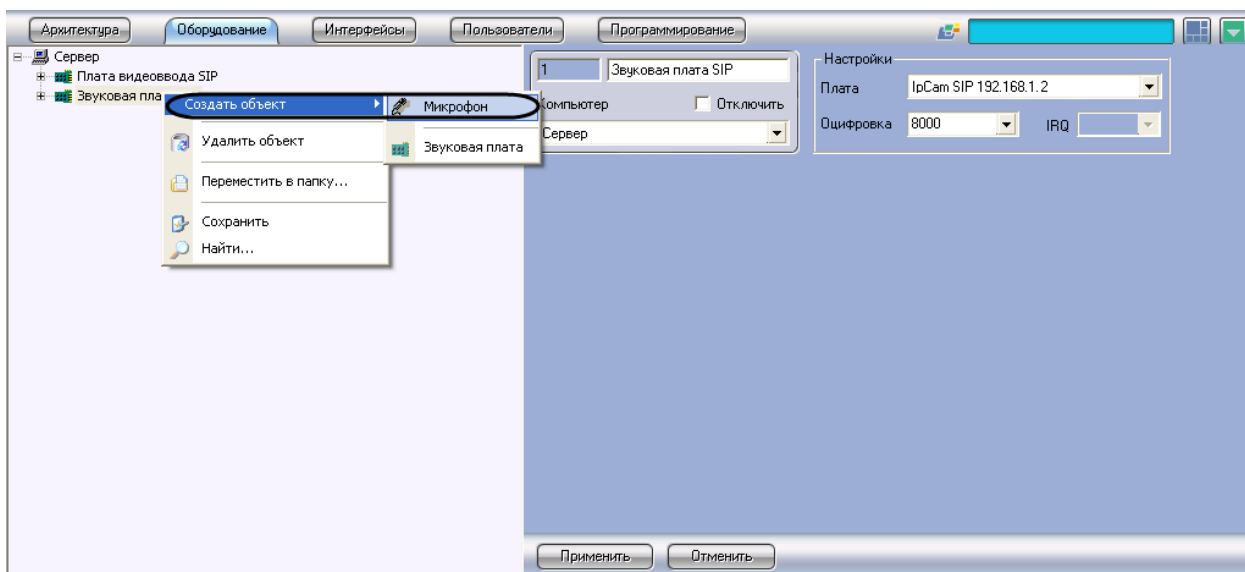 Архитектура Оборудование Интерфейсы Пользователи Программирование
Сервер
Плата видеоввода SIP
Звуковая пла
Создать объект
Удалить объект
Переместить в папку...
Сохранить
Найти...
Микрофон
Звуковая плата
1 Звуковая плата SIP
Компьютер Отключить
Сервер
Настройки
Плата IpCam SIP 192.168.1.2
Оцифровка 8000 IRQ
Применить Отменить